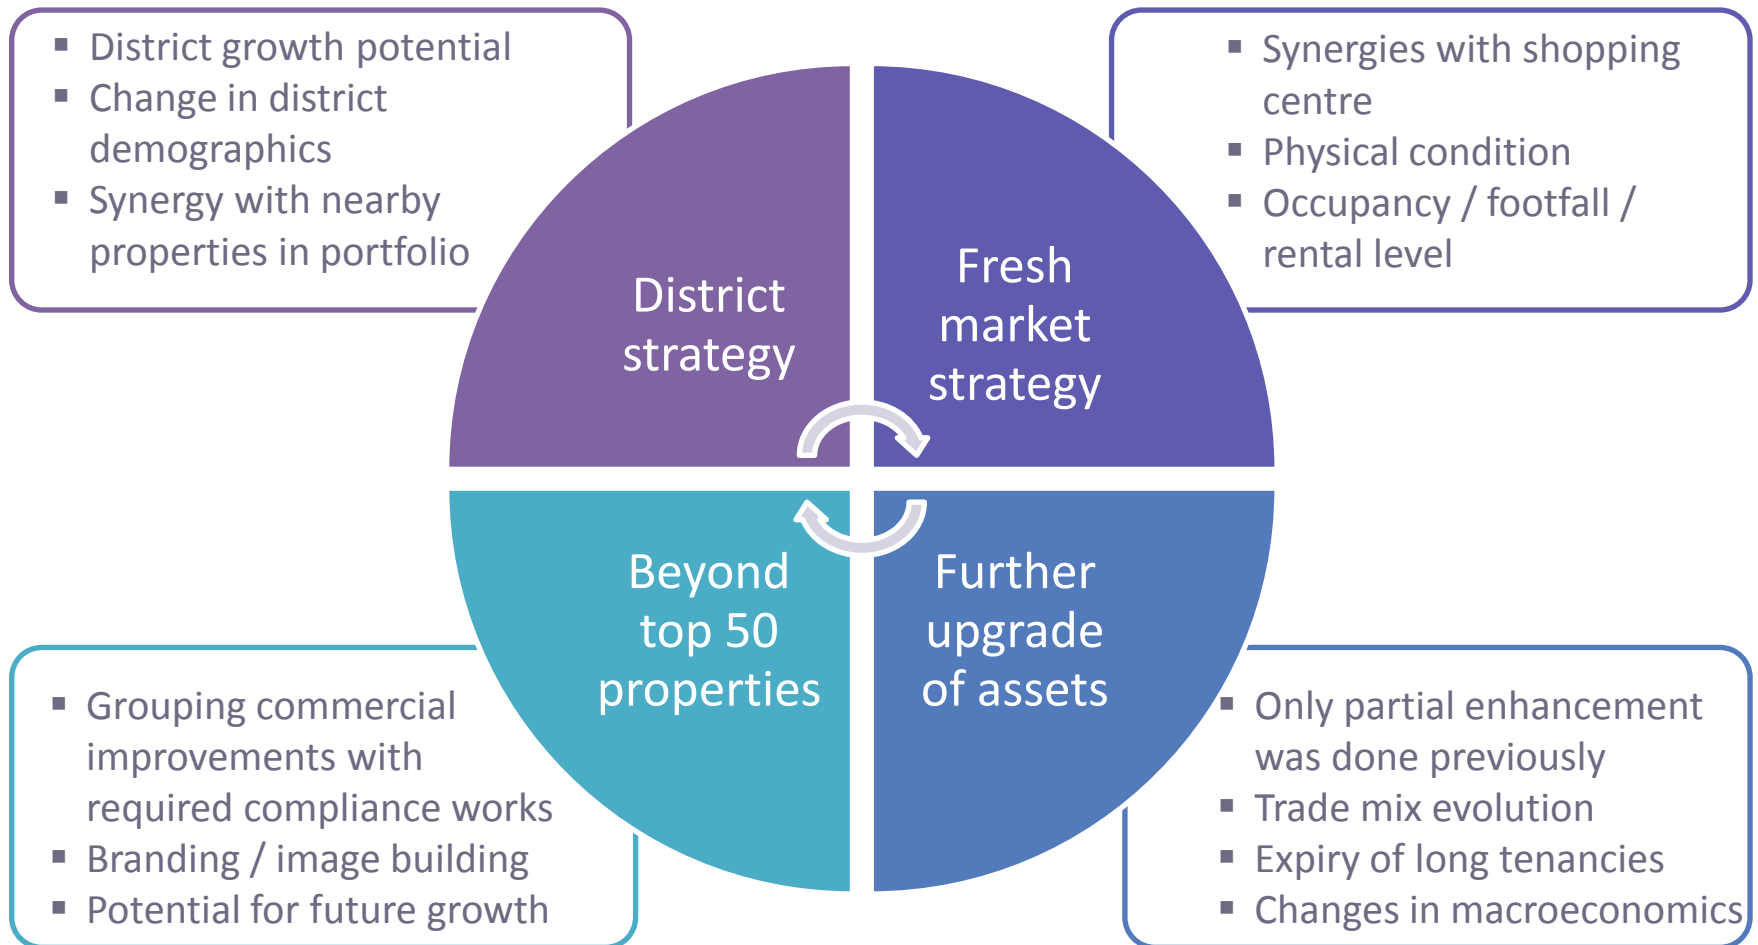 ▪ District growth potential
▪ Change in district
demographics
▪ Synergy with nearby
properties in portfolio
▪ Synergies with shopping
centre
▪ Physical condition
▪ Occupancy / footfall /
rental level
District
strategy
Fresh
market
strategy
Beyond
top 50
properties
Further
upgrade
of assets
▪ Grouping commercial
improvements with
required compliance works
▪ Branding / image building
▪ Potential for future growth
▪ Only partial enhancement
was done previously
▪ Trade mix evolution
▪ Expiry of long tenancies
▪ Changes in macroeconomics